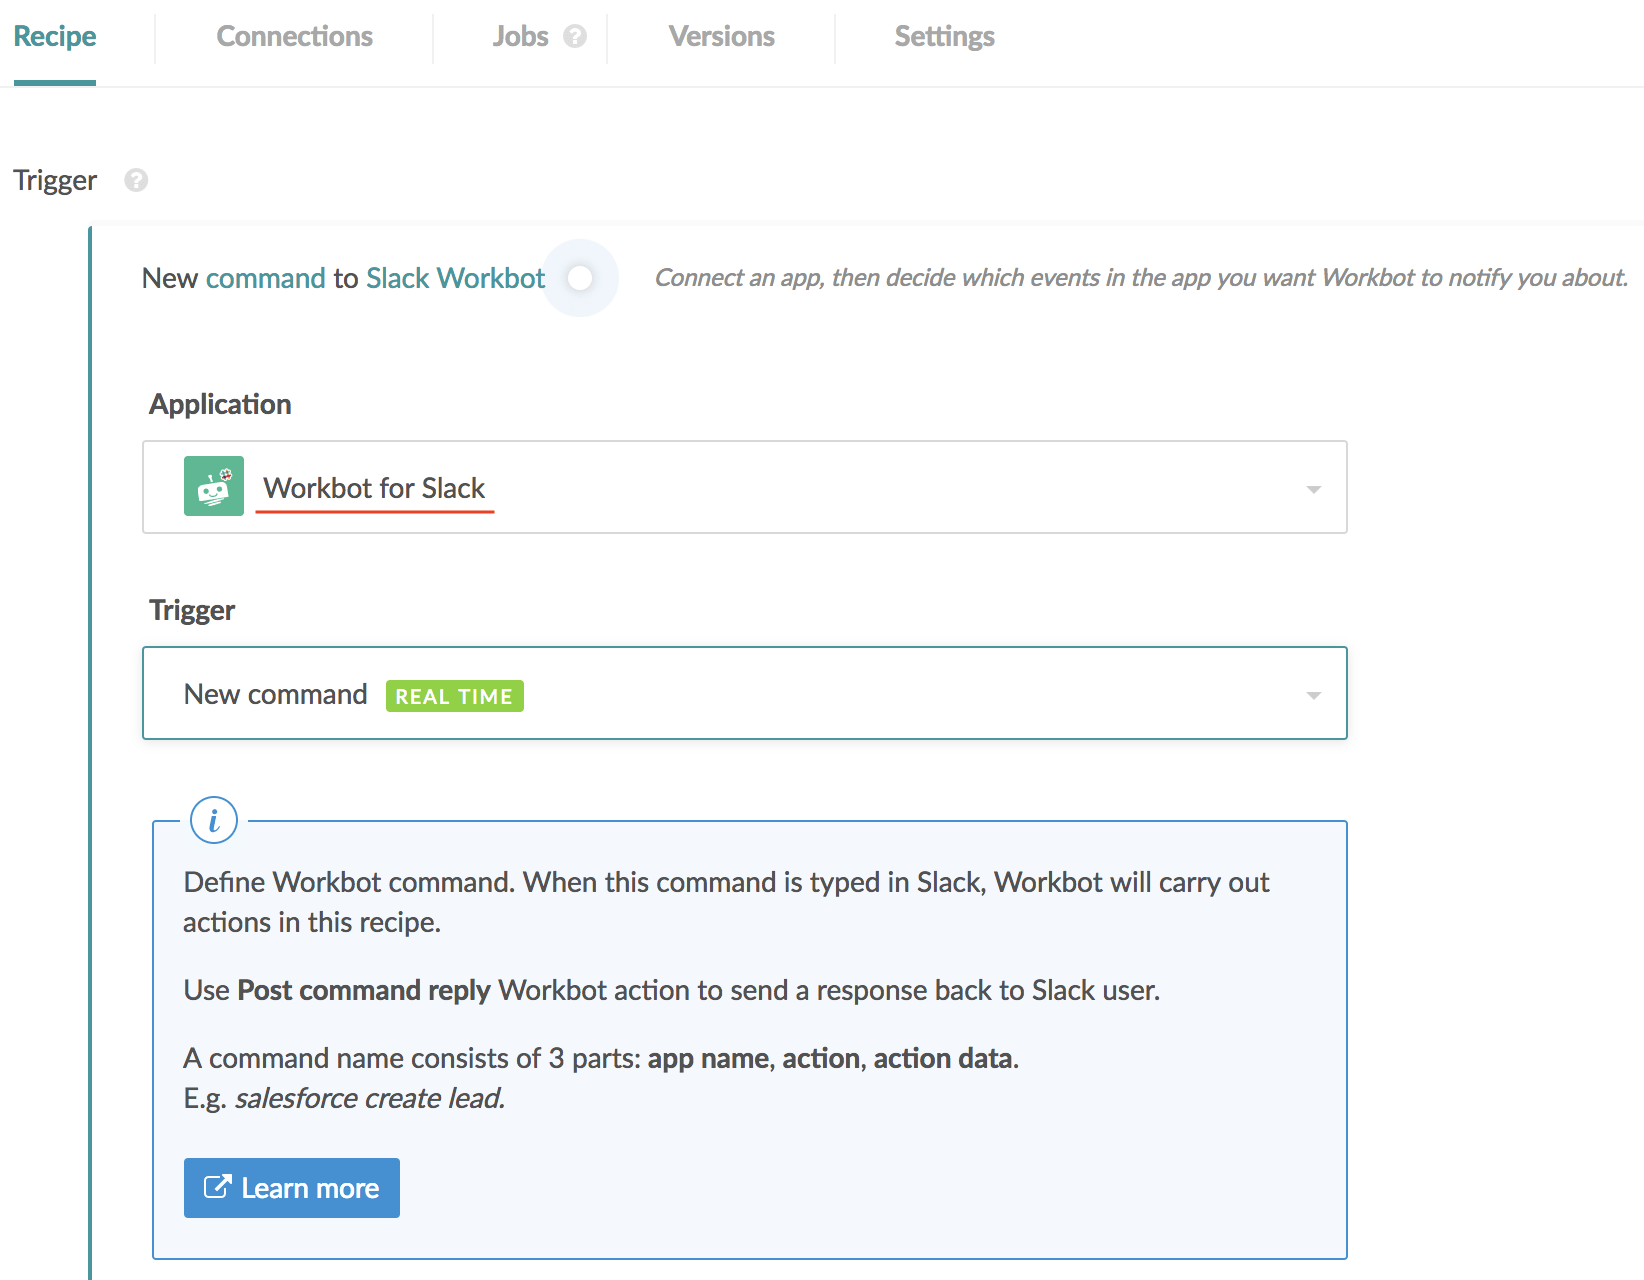 Recipe Connections Jobs ? Versions Settings
Trigger ?
New command to Slack Workbot Connect an app, then decide which events in the app you want Workbot to notify you about.
Application
Workbot for Slack
Trigger
New command REAL TIME
i
Define Workbot command. When this command is typed in Slack, Workbot will carry out
actions in this recipe.
Use Post command reply Workbot action to send a response back to Slack user.
A command name consists of 3 parts: app name, action, action data.
E.g. salesforce create lead.
Learn more